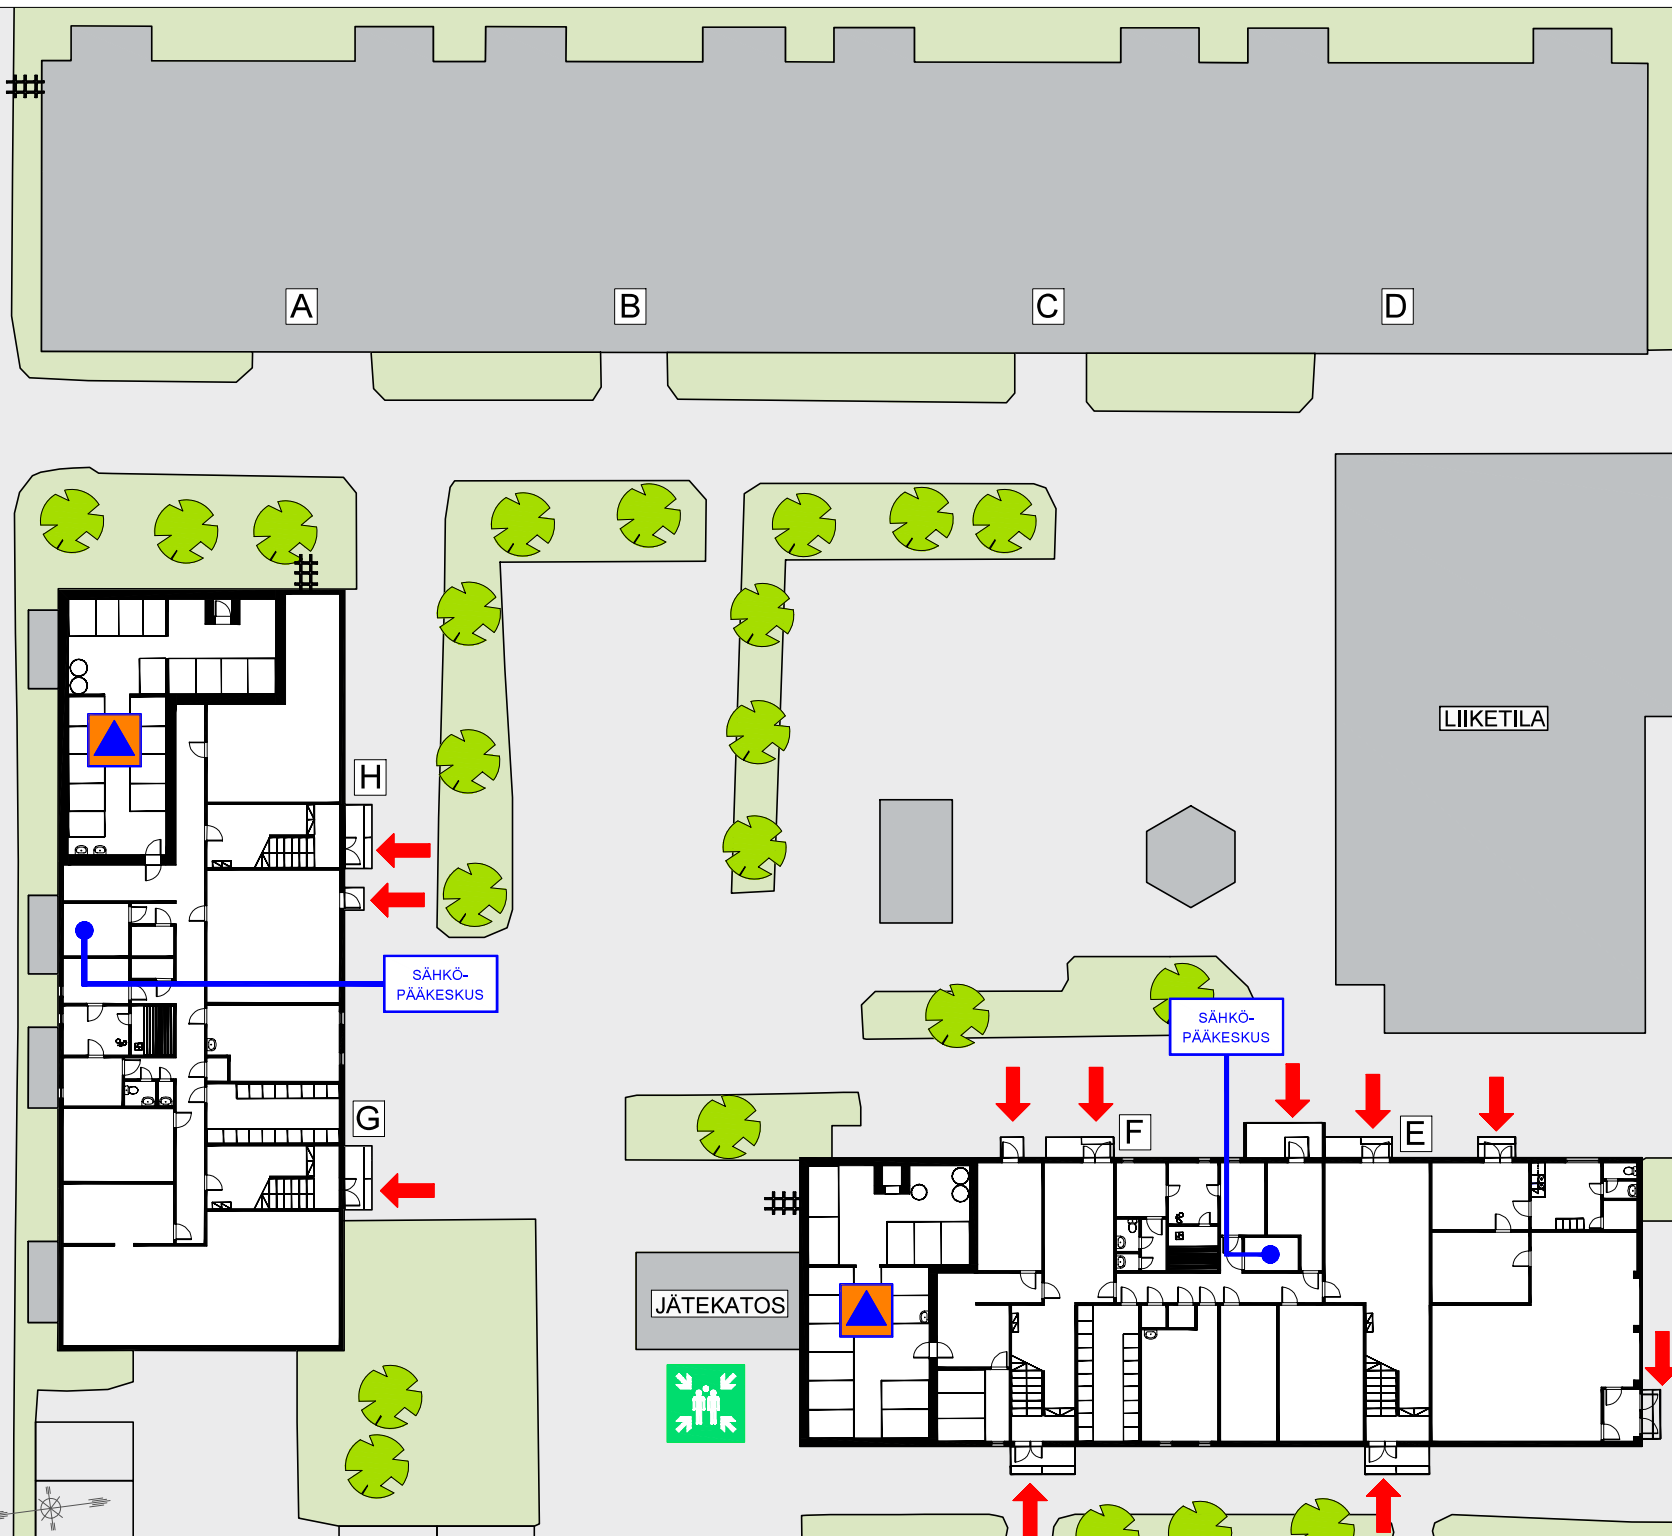 A
B
C
D
LIIKETILA
H
SÄHKÖ-
PÄÄKESKUS
SÄHKÖ-
PÄÄKESKUS
G
F
E
JÄTEKATOS